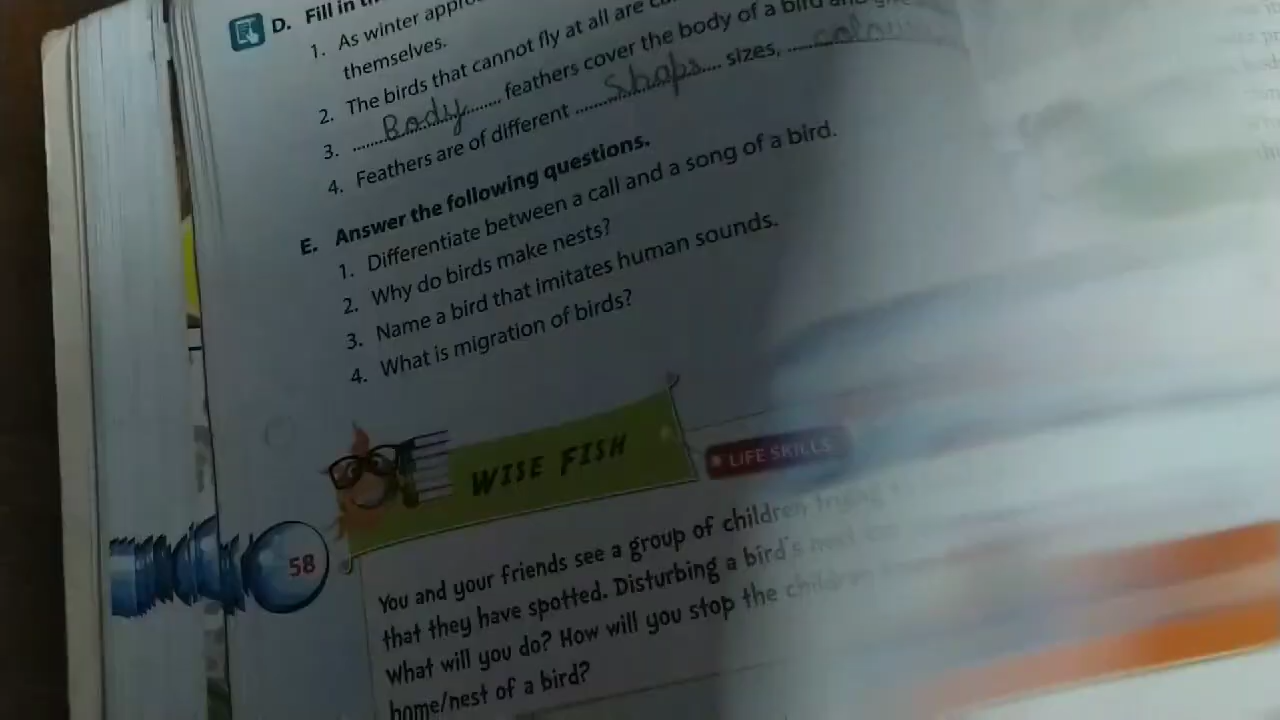 D. Fill in
1. As winter
themselves.
2. The birds that cannot fly at all are
3. Body feathers cover the body of a bird and
4. Feathers are of different Shaps sizes,
E. Answer the following questions.
1. Differentiate between a call and a song of a bird.
2. Why do birds make nests?
3. Name a bird that imitates human sounds.
4. What is migration of birds?
WISE FISH
LIFE SKILLS
58
You and your friends see a group of children
that they have spotted. Disturbing a bird's
What will you do? How will you stop the children
home/nest of a bird?